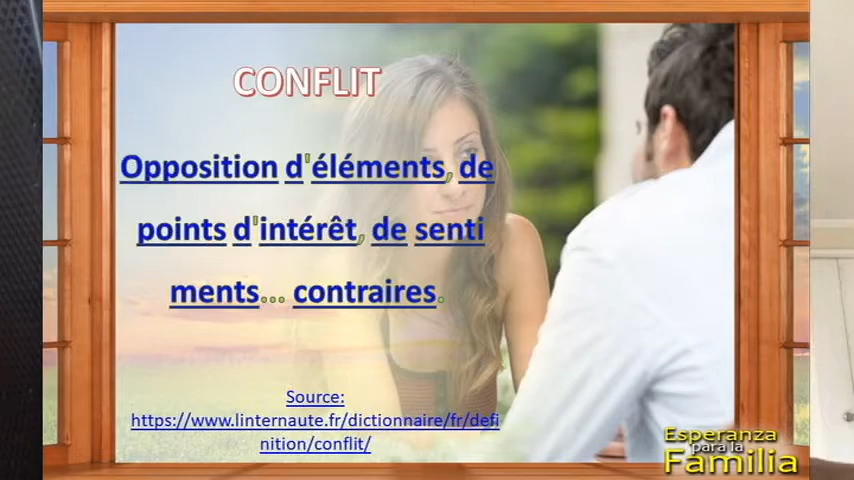 CONFLIT
Opposition d'éléments, de
points d'intérêt, de senti
ments... contraires.
Source:
https://www.linternaute.fr/dictionnaire/fr/defi
nition/conflit/
Esperanza
para la
Familia